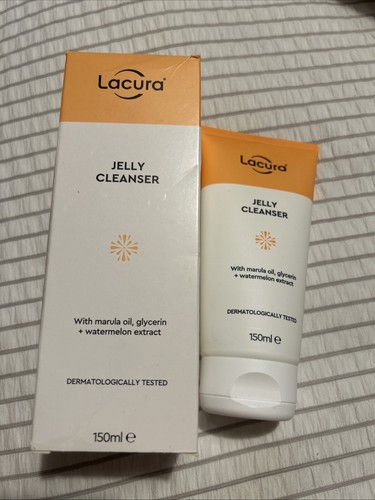 Lacura
JELLY
CLEANSER
With marula oil, glycerin
+ watermelon extract
DERMATOLOGICALLY TESTED
150ml ℮
Lacura
JELLY
CLEANSER
With marula oil, glycerin
+ watermelon extract
DERMATOLOGICALLY TESTED
150ml ℮